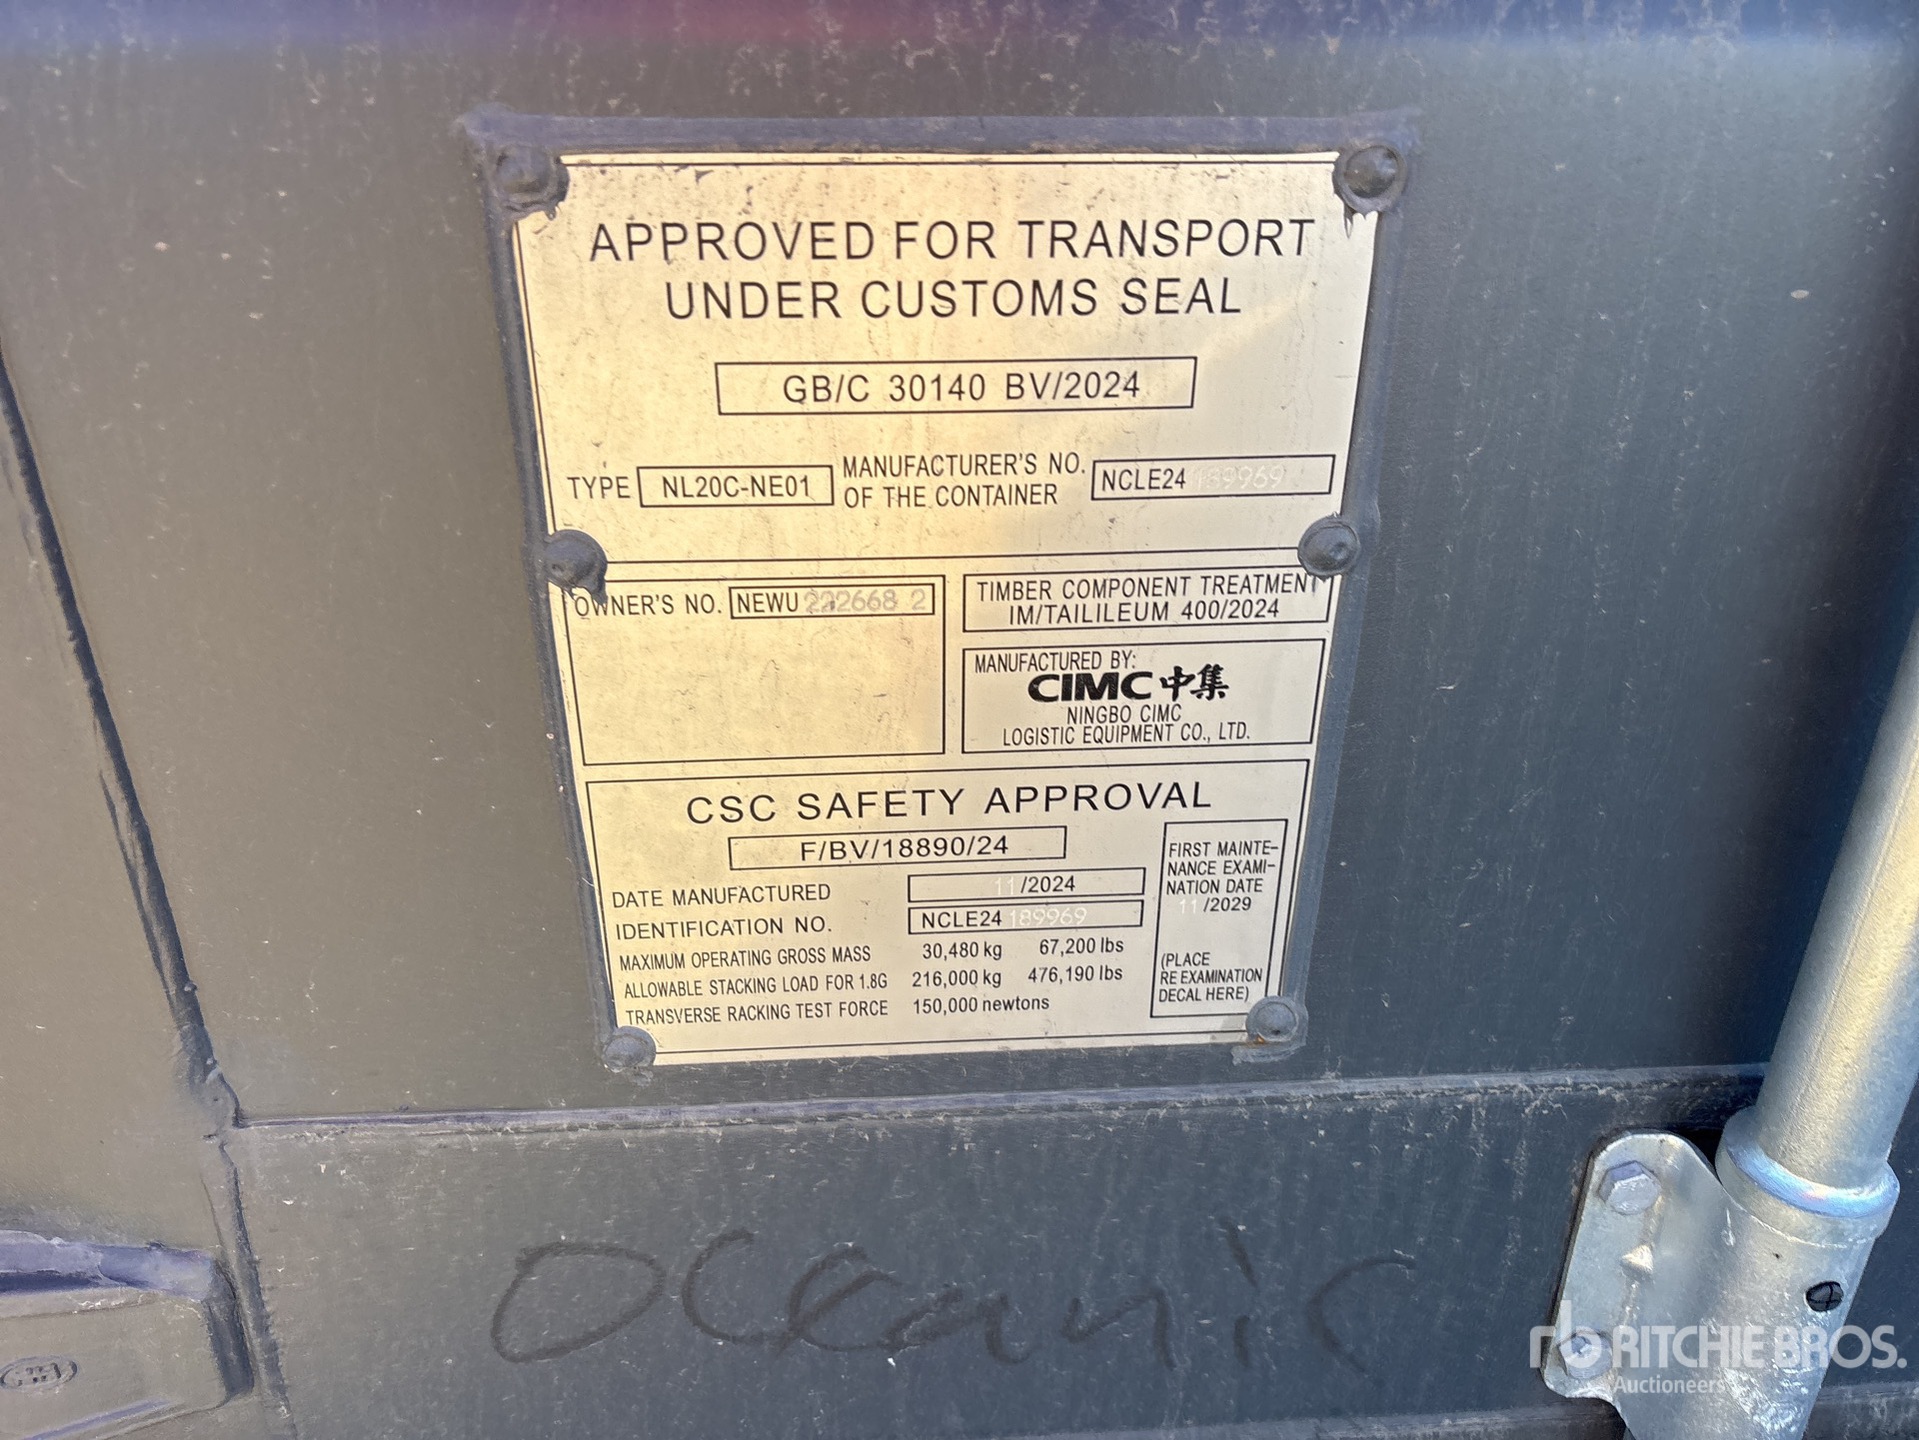 APPROVED FOR TRANSPORT
UNDER CUSTOMS SEAL
GB/C 30140 BV/2024
TYPE NL20C-NE01 MANUFACTURER'S NO. OF THE CONTAINER NCLE24 189969
OWNER'S NO. NEWU 222668 2
TIMBER COMPONENT TREATMENT
IM/TAILILEUM 400/2024
MANUFACTURED BY:
CIMC 中集
NINGBO CIMC
LOGISTIC EQUIPMENT CO., LTD.
CSC SAFETY APPROVAL
F/BV/18890/24
DATE MANUFACTURED 11/2024
IDENTIFICATION NO. NCLE24 189969
MAXIMUM OPERATING GROSS MASS 30,480 kg 67,200 lbs
ALLOWABLE STACKING LOAD FOR 1.8G 216,000 kg 476,190 lbs
TRANSVERSE RACKING TEST FORCE 150,000 newtons
FIRST MAINTE-
NANCE EXAMI-
NATION DATE
11/2029
(PLACE
RE EXAMINATION
DECAL HERE)
Oceanic
rb RITCHIE BROS.
Auctioneers